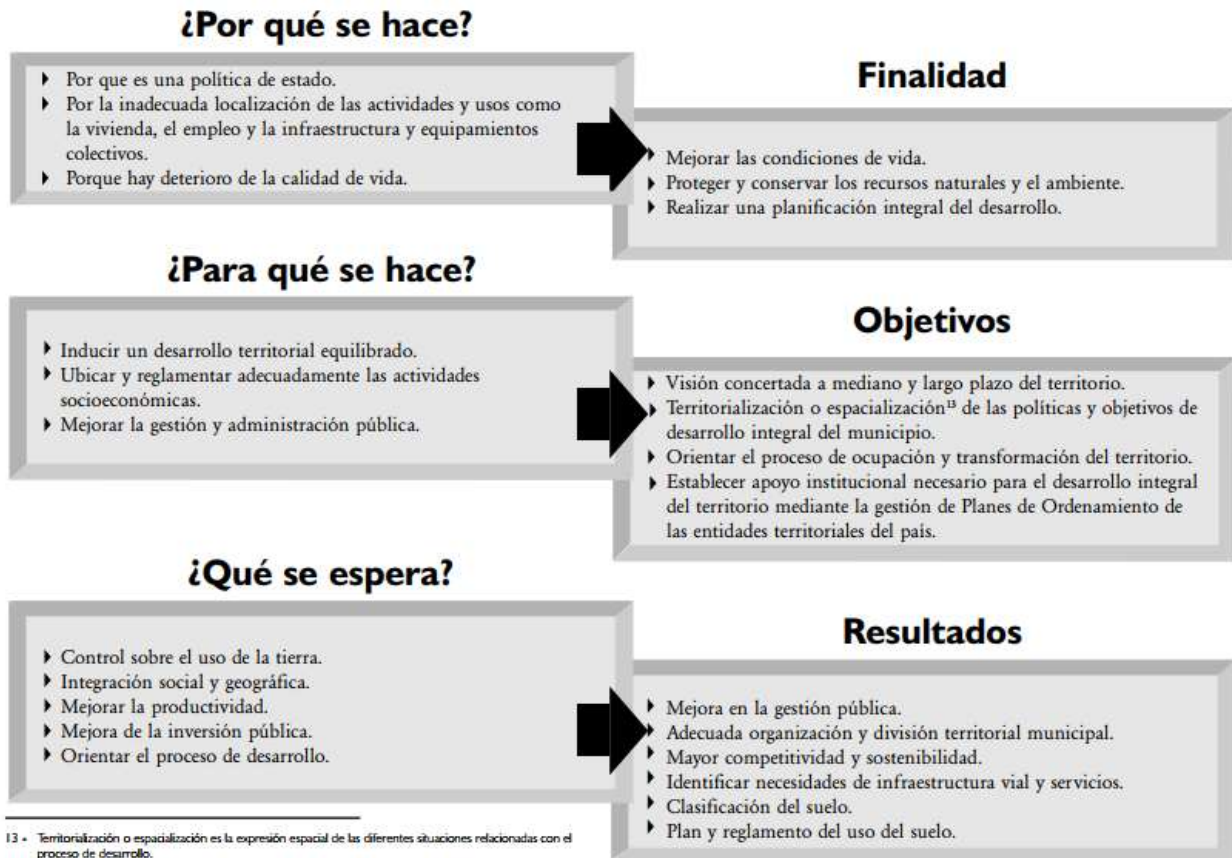 ¿Por qué se hace?
Por que es una política de estado.
Por la inadecuada localización de las actividades y usos como
la vivienda, el empleo y la infraestructura y equipamientos
colectivos.
Porque hay deterioro de la calidad de vida.
Finalidad
Mejorar las condiciones de vida.
Proteger y conservar los recursos naturales y el ambiente.
Realizar una planificación integral del desarrollo.
¿Para qué se hace?
Inducir un desarrollo territorial equilibrado.
Ubicar y reglamentar adecuadamente las actividades
socioeconómicas.
Mejorar la gestión y administración pública.
Objetivos
Visión concertada a mediano y largo plazo del territorio.
Territorialización o espacialización¹³ de las políticas y objetivos de
desarrollo integral del municipio.
Orientar el proceso de ocupación y transformación del territorio.
Establecer apoyo institucional necesario para el desarrollo integral
del territorio mediante la gestión de Planes de Ordenamiento de
las entidades territoriales del país.
¿Qué se espera?
Control sobre el uso de la tierra.
Integración social y geográfica.
Mejorar la productividad.
Mejora de la inversión pública.
Orientar el proceso de desarrollo.
Resultados
Mejora en la gestión pública.
Adecuada organización y división territorial municipal.
Mayor competitividad y sostenibilidad.
Identificar necesidades de infraestructura vial y servicios.
Clasificación del suelo.
Plan y reglamento del uso del suelo.
13 • Territorialización o espacialización es la expresión espacial de las diferentes situaciones relacionadas con el
proceso de desarrollo.